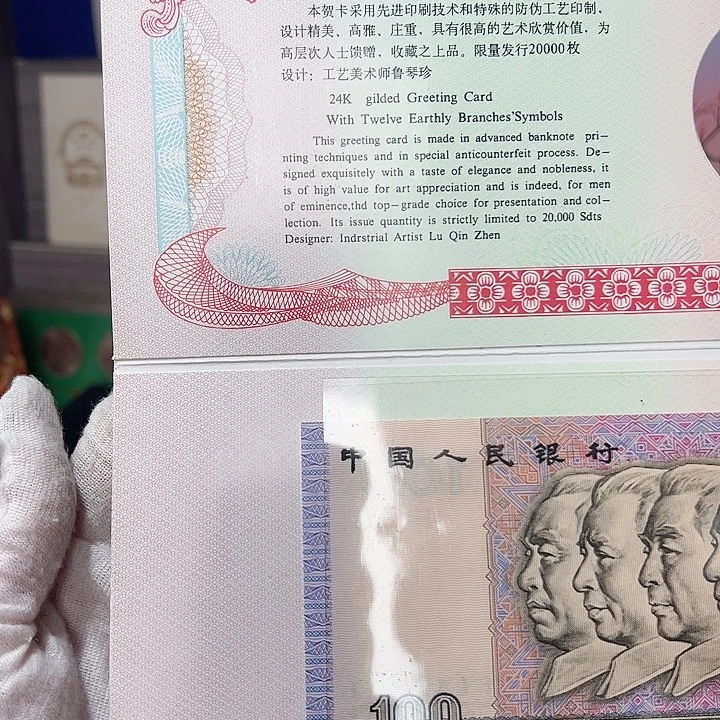 本贺卡采用先进印刷技术和特殊的防伪工艺印制,
设计精美、高雅、庄重,具有很高的艺术欣赏价值,为
高层次人士馈赠,收藏之上品。限量发行20000枚
设计:工艺美术师鲁琴珍
24K gilded Greeting Card
With Twelve Earthly Branches'Symbols
This greeting card is made in advanced banknote pri-
nting techniques and in special anticounterfeit process. De-
signed exquisitely with a taste of elegance and nobleness, it
is of high value for art appreciation and is indeed, for men
of eminence,thd top-grade choice for presentation and col-
lection. Its issue quantity is strictly limited to 20,000 Sdts
Designer: Indrstrial Artist Lu Qin Zhen
中国人民银行
100